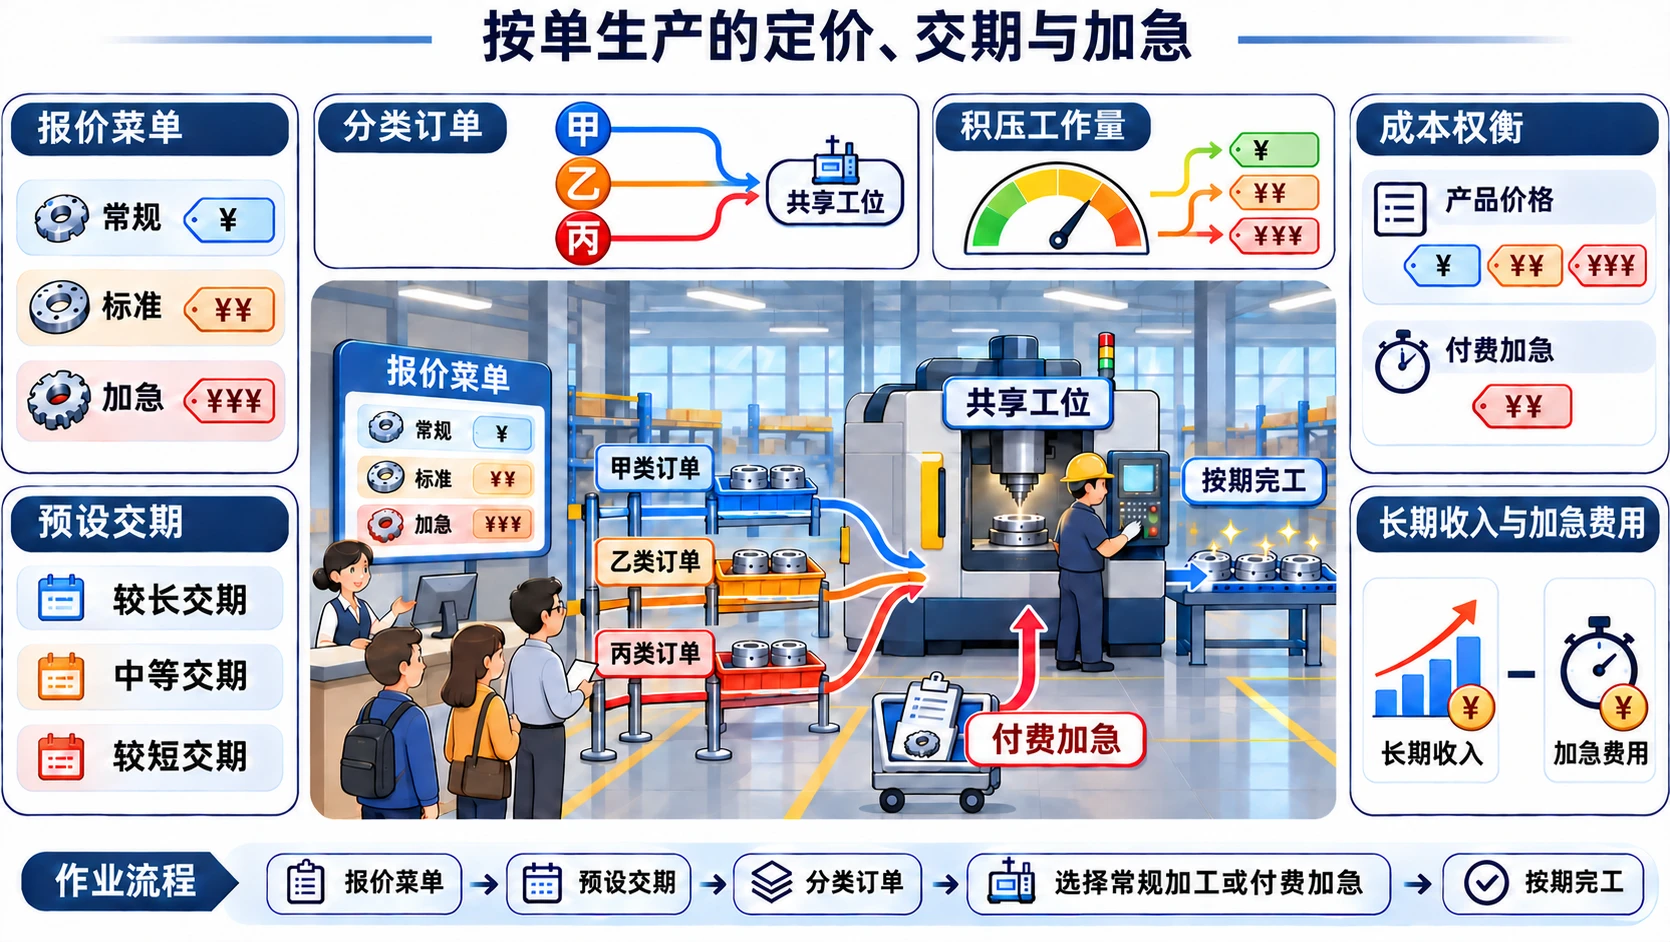 按单生产的定价、交期与加急
报价菜单
常规 ¥
标准 ¥¥
加急 ¥¥¥
预设交期
较长交期
中等交期
较短交期
分类订单
甲
乙
丙
共享工位
积压工作量
¥
¥¥
¥¥¥
报价菜单
常规 ¥
标准 ¥¥
加急 ¥¥¥
甲类订单
乙类订单
丙类订单
共享工位
按期完工
付费加急
成本权衡
产品价格
¥ ¥¥ ¥¥¥
付费加急
¥¥
长期收入与加急费用
¥ - ¥
长期收入 加急费用
作业流程
报价菜单
预设交期
分类订单
选择常规加工或付费加急
按期完工